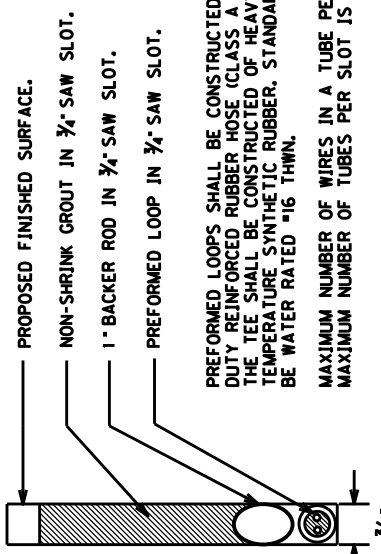 PROPOSED FINISHED SURFACE.
NON-SHRINK GROUT IN 3/4" SAW SLOT.
1" BACKER ROD IN 3/4" SAW SLOT.
PREFORMED LOOP IN 3/4" SAW SLOT.
PREFORMED LOOPS SHALL BE CONSTRUCTED
DUTY REINFORCED RUBBER HOSE (CLASS A
THE TEE SHALL BE CONSTRUCTED OF HEAV
TEMPERATURE SYNTHETIC RUBBER. STANDA
BE WATER RATED "16 THWN.
MAXIMUM NUMBER OF WIRES IN A TUBE PE
MAXIMUM NUMBER OF TUBES PER SLOT IS